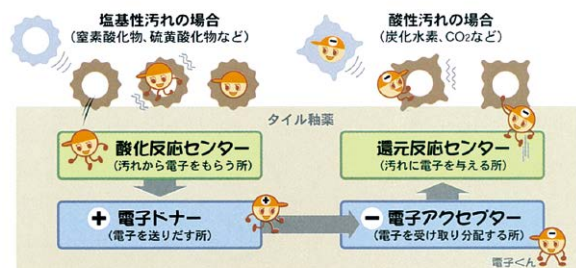 塩基性汚れの場合
(窒素酸化物、硫黄酸化物など)
酸性汚れの場合
(炭化水素、CO2など)
タイル釉薬
酸化反応センター
(汚れから電子をもらう所)
還元反応センター
(汚れに電子を与える所)
+ 電子ドナー
(電子を送りだす所)
− 電子アクセプター
(電子を受け取り分配する所)
電子くん